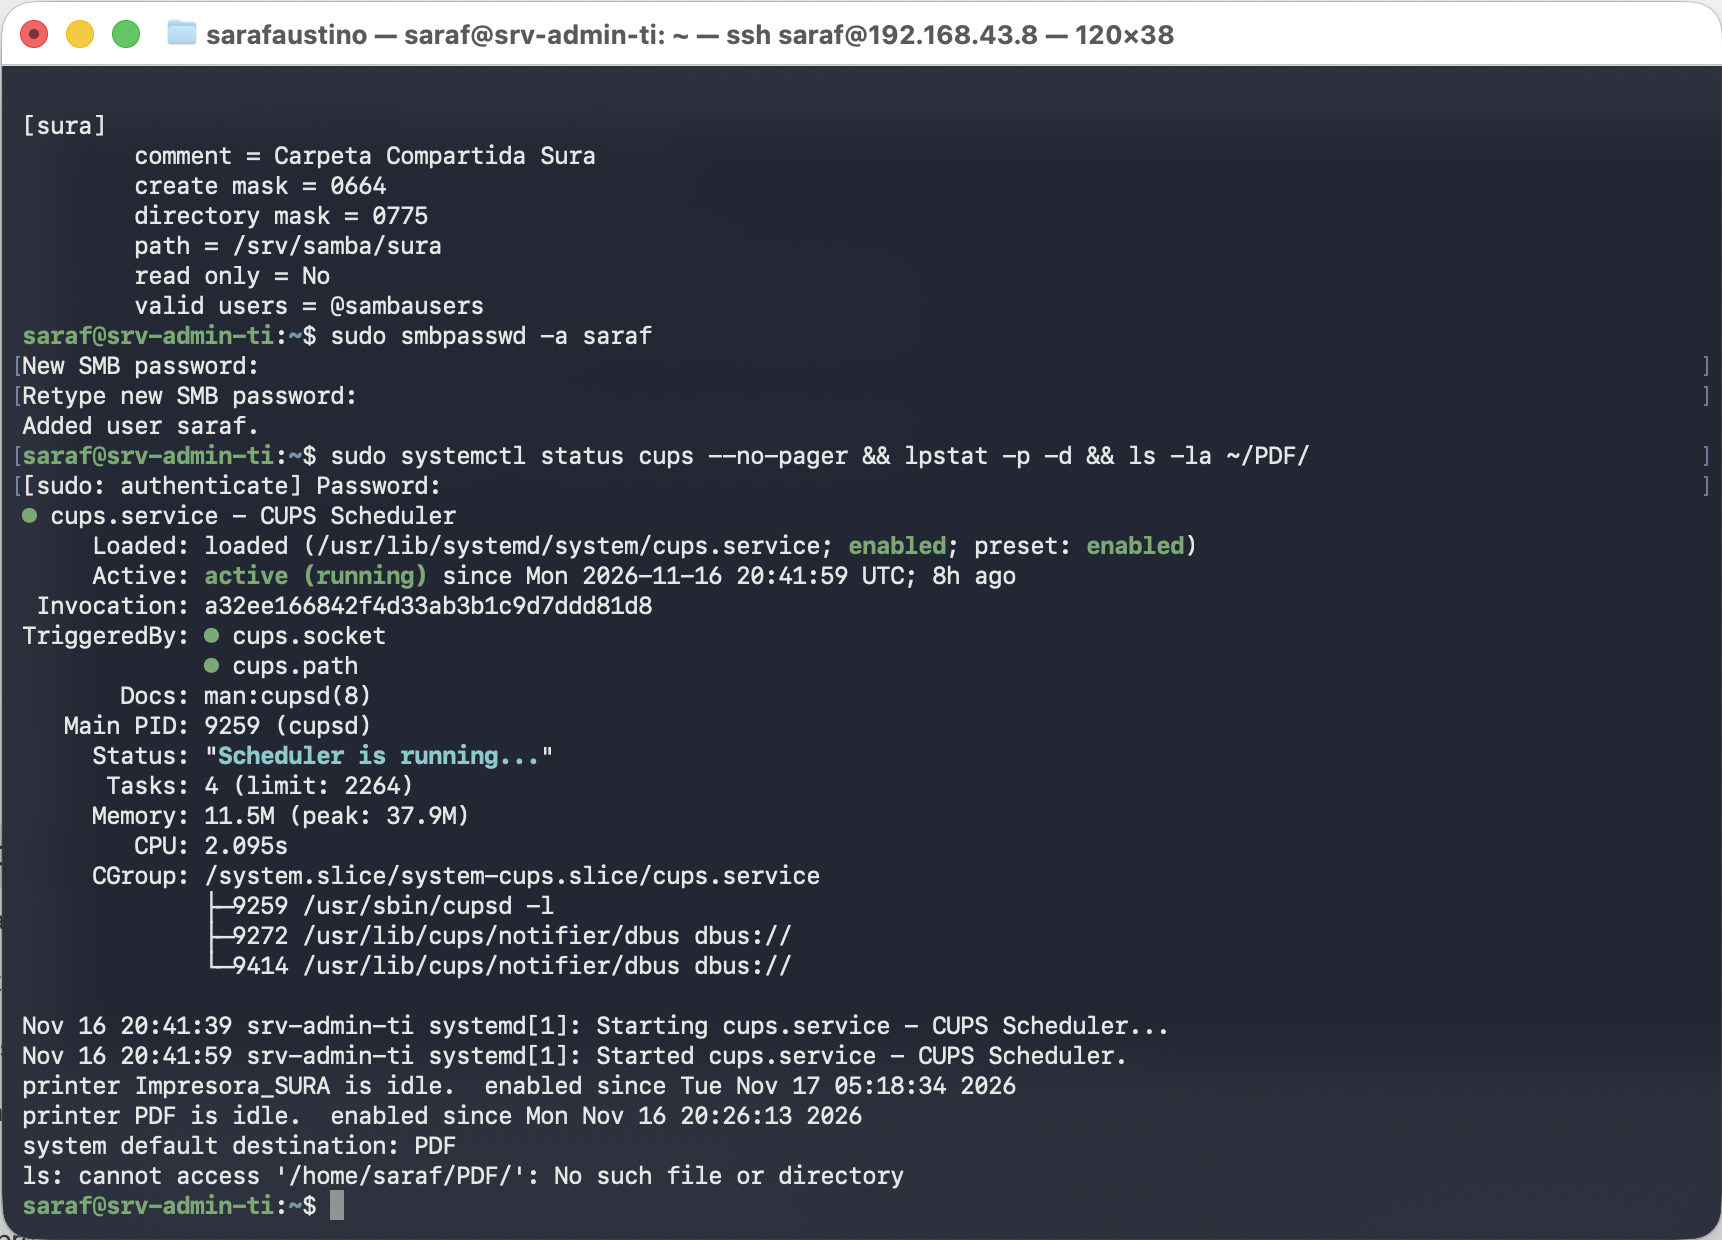 sarafaustino — saraf@srv-admin-ti: ~ — ssh saraf@192.168.43.8 — 120×38
[sura]
comment = Carpeta Compartida Sura
create mask = 0664
directory mask = 0775
path = /srv/samba/sura
read only = No
valid users = @sambausers
saraf@srv-admin-ti:~$ sudo smbpasswd -a saraf
[New SMB password: ]
[Retype new SMB password: ]
Added user saraf.
[saraf@srv-admin-ti:~$ sudo systemctl status cups --no-pager && lpstat -p -d && ls -la ~/PDF/ ]
[[sudo: authenticate] Password: ]
● cups.service - CUPS Scheduler
Loaded: loaded (/usr/lib/systemd/system/cups.service; enabled; preset: enabled)
Active: active (running) since Mon 2026-11-16 20:41:59 UTC; 8h ago
Invocation: a32ee166842f4d33ab3b1c9d7ddd81d8
TriggeredBy: ● cups.socket
● cups.path
Docs: man:cupsd(8)
Main PID: 9259 (cupsd)
Status: "Scheduler is running..."
Tasks: 4 (limit: 2264)
Memory: 11.5M (peak: 37.9M)
CPU: 2.095s
CGroup: /system.slice/system-cups.slice/cups.service
├─9259 /usr/sbin/cupsd -l
├─9272 /usr/lib/cups/notifier/dbus dbus://
└─9414 /usr/lib/cups/notifier/dbus dbus://
Nov 16 20:41:39 srv-admin-ti systemd[1]: Starting cups.service - CUPS Scheduler...
Nov 16 20:41:59 srv-admin-ti systemd[1]: Started cups.service - CUPS Scheduler.
printer Impresora_SURA is idle.  enabled since Tue Nov 17 05:18:34 2026
printer PDF is idle.  enabled since Mon Nov 16 20:26:13 2026
system default destination: PDF
ls: cannot access '/home/saraf/PDF/': No such file or directory
saraf@srv-admin-ti:~$